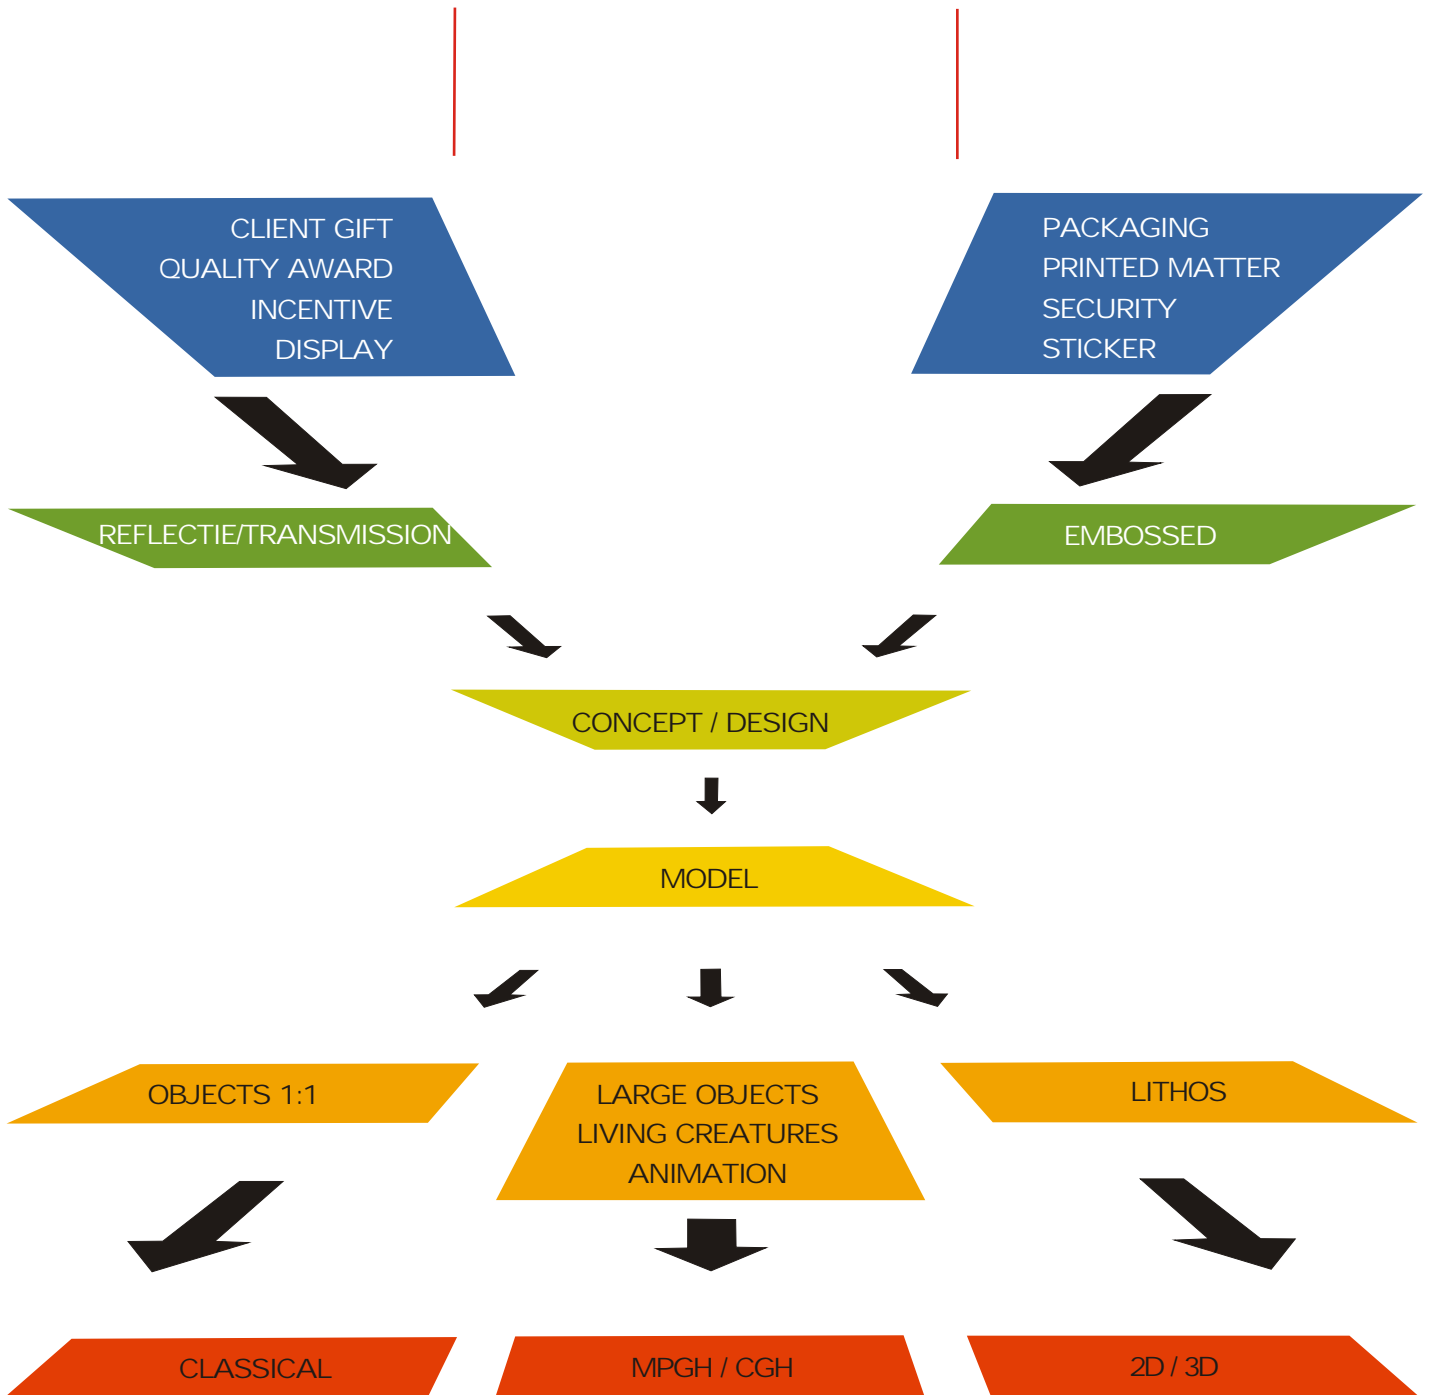 CLIENT GIFT
QUALITY AWARD
INCENTIVE
DISPLAY
PACKAGING
PRINTED MATTER
SECURITY
STICKER
REFLECTIE/TRANSMISSION
EMBOSSED
CONCEPT / DESIGN
MODEL
OBJECTS 1:1
LARGE OBJECTS
LIVING CREATURES
ANIMATION
LITHOS
CLASSICAL
MPGH / CGH
2D / 3D